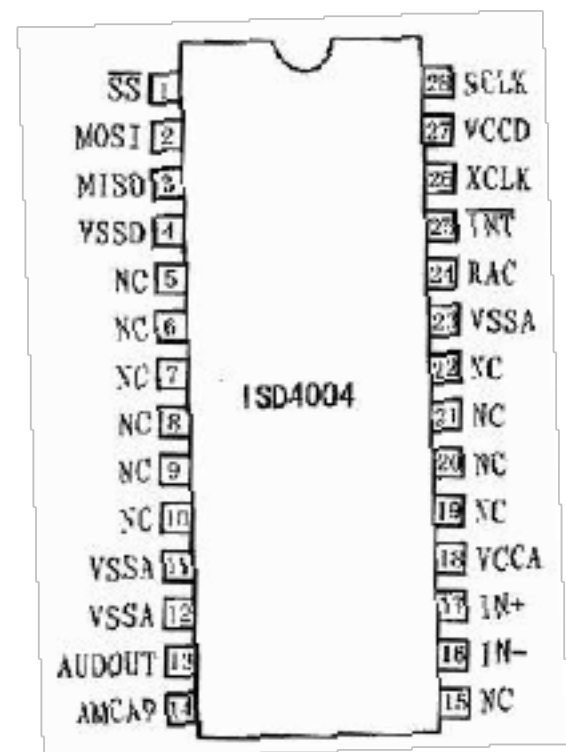 S̅S̅ 1
MOSI 2
MISO 3
VSSD 4
NC 5
NC 6
NC 7
NC 8
NC 9
NC 10
VSSA 11
VSSA 12
AUDOUT 13
AMCAP 14
ISD4004
28 SCLK
27 VCCD
26 XCLK
25 I̅N̅T̅
24 RAC
23 VSSA
22 NC
21 NC
20 NC
19 NC
18 VCCA
17 IN+
16 IN-
15 NC